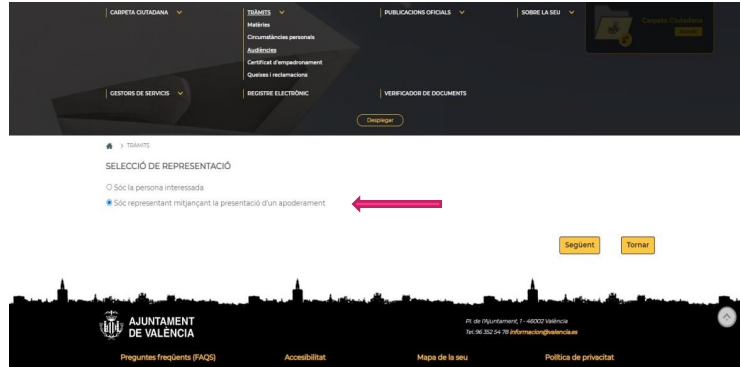 CARPETA CIUTADANA
TRÀMITS
PUBLICACIONS OFICIALS
SOBRE LA SEU
Carpeta Ciutadana
Matèries
Circumstàncies personals
Audiències
Certificat d'empadronament
Queixes i reclamacions
GESTORS DE SERVICIS
REGISTRE ELECTRÒNIC
VERIFICADOR DE DOCUMENTS
Desplegar
> TRÀMITS
SELECCIÓ DE REPRESENTACIÓ
Sóc la persona interessada
Sóc representant mitjançant la presentació d'un apoderament
Següent
Tornar
AJUNTAMENT
DE VALÈNCIA
Pl. de l'Ajuntament, 1 - 46002 València
Tel: 96 352 54 78 informacion@valencia.es
Preguntes freqüents (FAQS)
Accesibilitat
Mapa de la seu
Política de privacitat